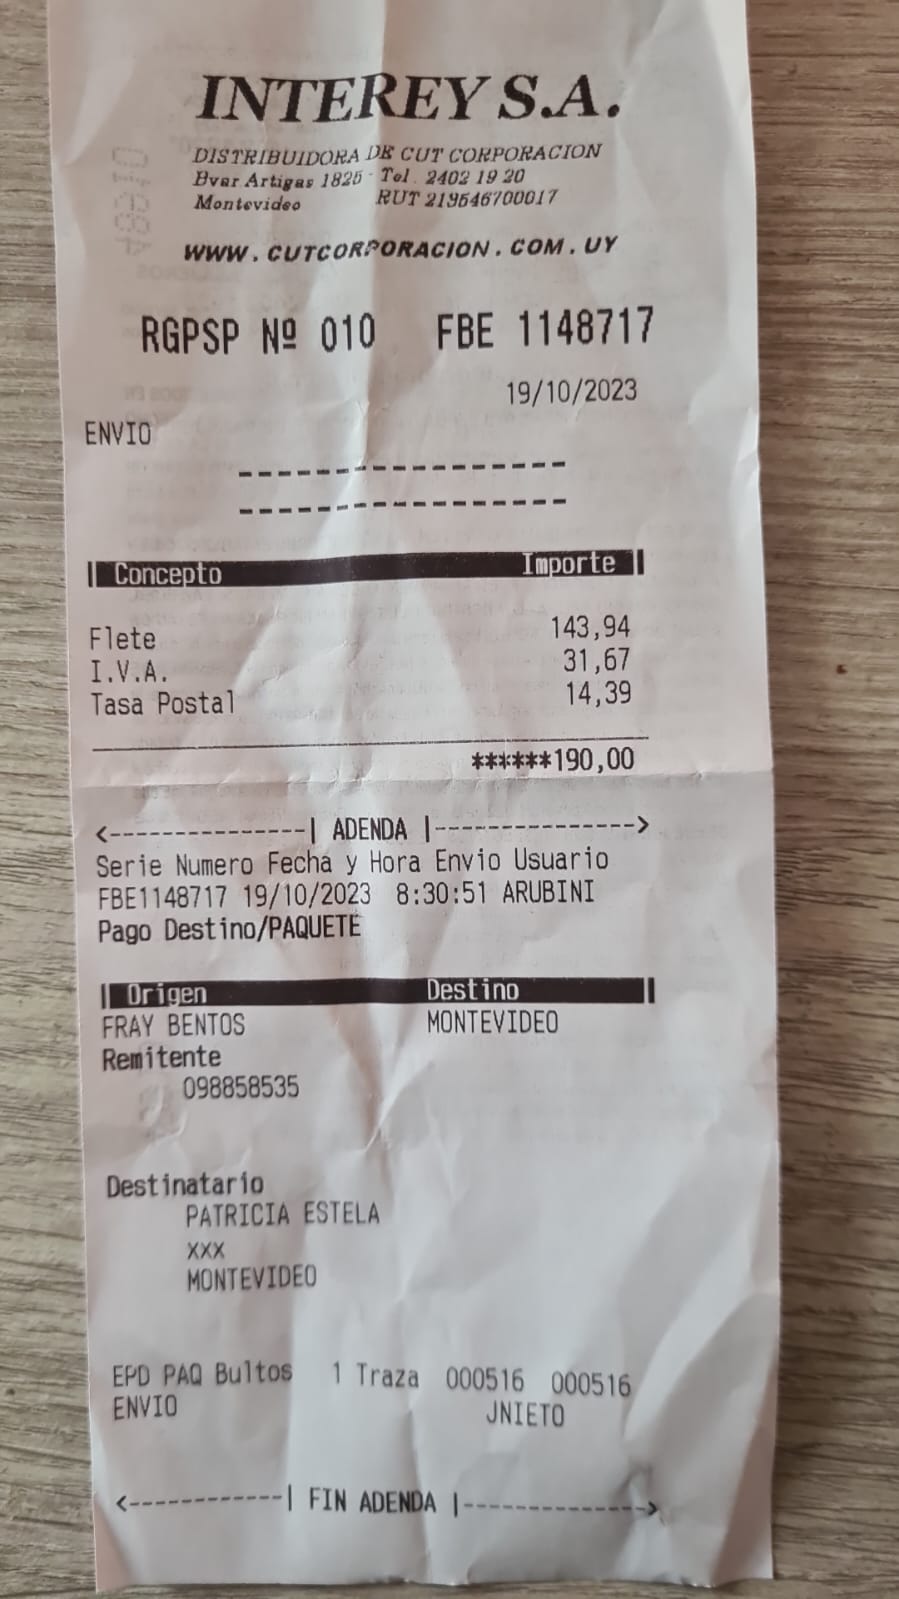 INTEREY S.A.
DISTRIBUIDORA DE CUT CORPORACION
Bvar Artigas 1825 - Tel. 2402 19 20
Montevideo RUT 219546700017
WWW.CUTCORPORACION.COM.UY
RGPSP Nº 010 FBE 1148717
19/10/2023
ENVIO
-----------------
-----------------
|| Concepto Importe ||
Flete 143,94
I.V.A. 31,67
Tasa Postal 14,39
******190,00
<---------------| ADENDA |---------------->
Serie Numero Fecha y Hora Envio Usuario
FBE1148717 19/10/2023 8:30:51 ARUBINI
Pago Destino/PAQUETE
|| Origen Destino ||
FRAY BENTOS MONTEVIDEO
Remitente
098858535
Destinatario
PATRICIA ESTELA
XXX
MONTEVIDEO
EPD PAQ Bultos 1 Traza 000516 000516
ENVIO JNIETO
<------------| FIN ADENDA |--------------->